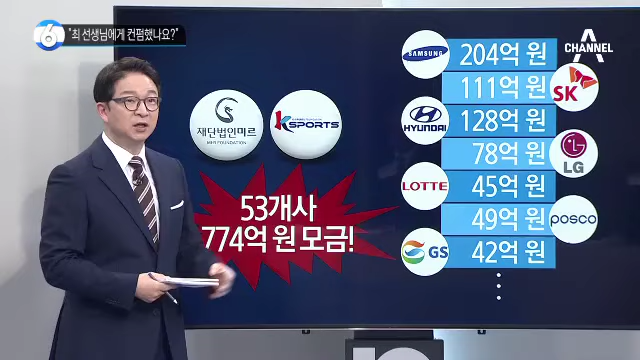 6
"최 선생님에게 컨펌했나요?"
CHANNEL A
재단법인미르
MIR FOUNDATION
K SPORTS
53개사
774억 원 모금!
SAMSUNG 204억 원
111억 원 SK
HYUNDAI 128억 원
78억 원 LG
LOTTE 45억 원
49억 원 posco
GS 42억 원